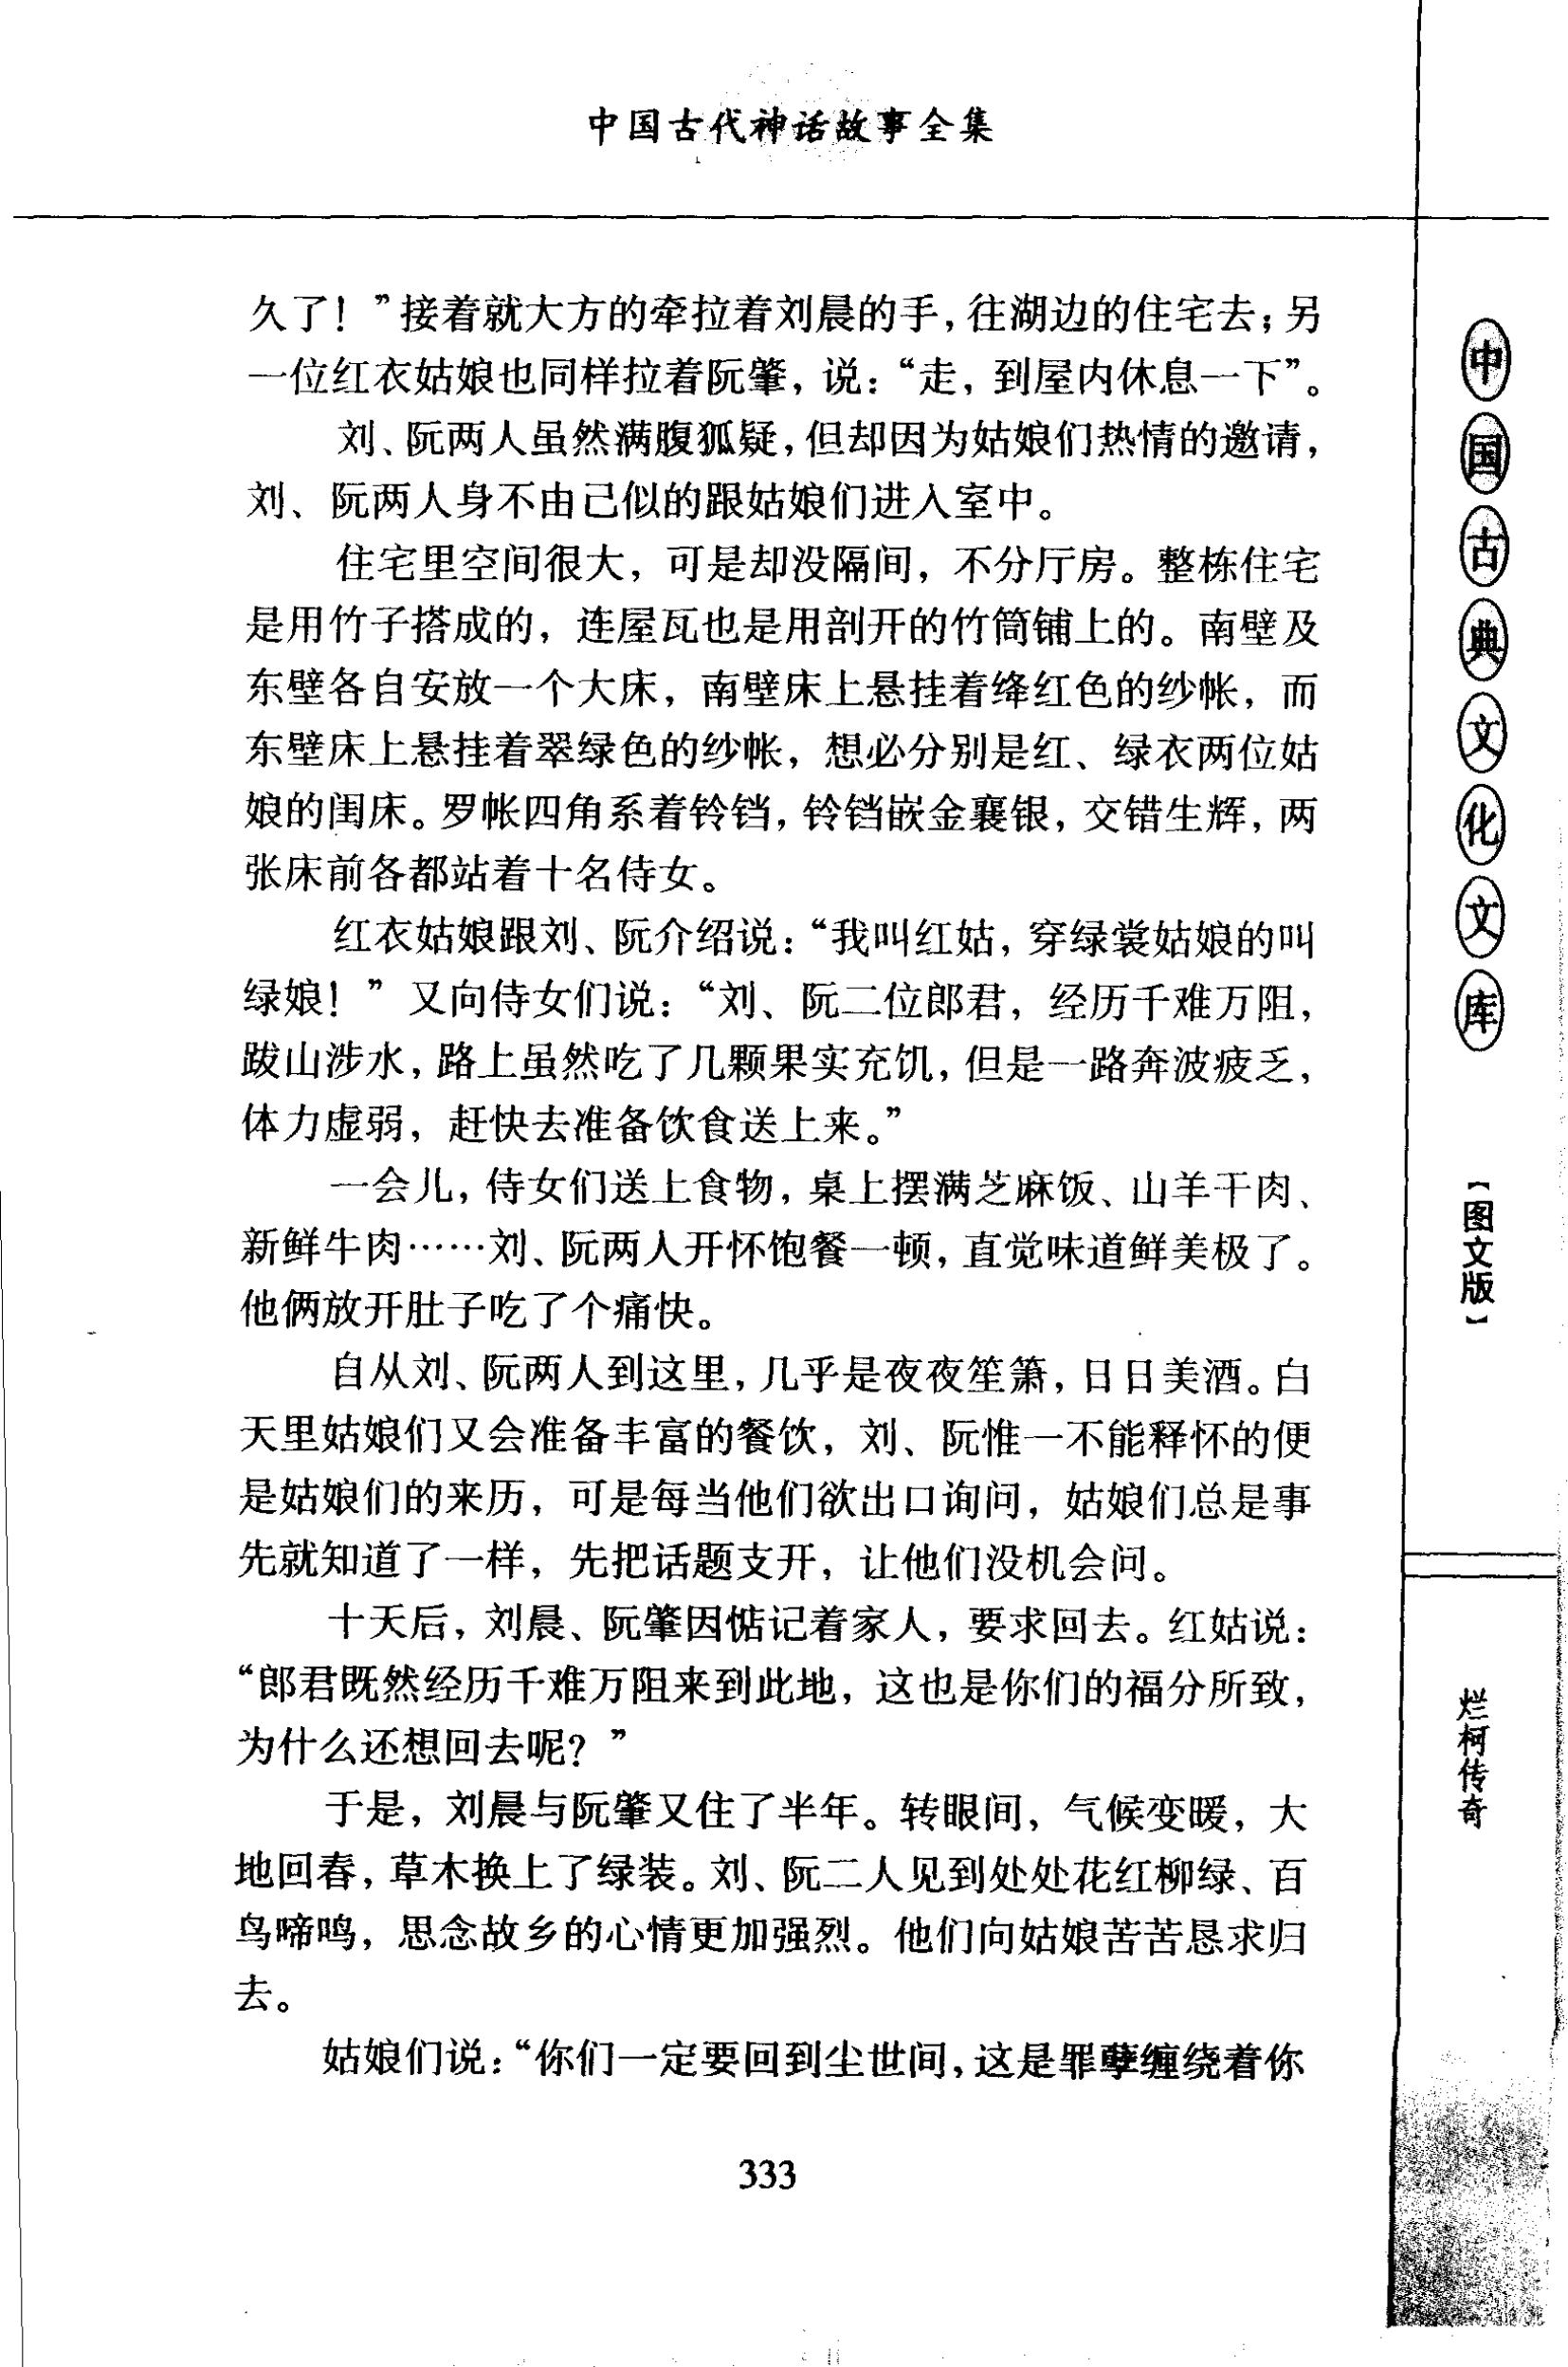 中国古代神话故事全集
久了！”接着就大方的牵拉着刘晨的手，往湖边的住宅去；另
一位红衣姑娘也同样拉着阮肇，说：“走，到屋内休息一下”。
刘、阮两人虽然满腹狐疑，但却因为姑娘们热情的邀请，
刘、阮两人身不由己似的跟姑娘们进入室中。
住宅里空间很大，可是却没隔间，不分厅房。整栋住宅
是用竹子搭成的，连屋瓦也是用剖开的竹筒铺上的。南壁及
东壁各自安放一个大床，南壁床上悬挂着绛红色的纱帐，而
东壁床上悬挂着翠绿色的纱帐，想必分别是红、绿衣两位姑
娘的闺床。罗帐四角系着铃铛，铃铛嵌金襄银，交错生辉，两
张床前各都站着十名侍女。
红衣姑娘跟刘、阮介绍说：“我叫红姑，穿绿裳姑娘的叫
绿娘！”又向侍女们说：“刘、阮二位郎君，经历千难万阻，
跋山涉水，路上虽然吃了几颗果实充饥，但是一路奔波疲乏，
体力虚弱，赶快去准备饮食送上来。”
一会儿，侍女们送上食物，桌上摆满芝麻饭、山羊干肉、
新鲜牛肉……刘、阮两人开怀饱餐一顿，直觉味道鲜美极了。
他俩放开肚子吃了个痛快。
自从刘、阮两人到这里，几乎是夜夜笙箫，日日美酒。白
天里姑娘们又会准备丰富的餐饮，刘、阮惟一不能释怀的便
是姑娘们的来历，可是每当他们欲出口询问，姑娘们总是事
先就知道了一样，先把话题支开，让他们没机会问。
十天后，刘晨、阮肇因惦记着家人，要求回去。红姑说：
“郎君既然经历千难万阻来到此地，这也是你们的福分所致，
为什么还想回去呢？”
于是，刘晨与阮肇又住了半年。转眼间，气候变暖，大
地回春，草木换上了绿装。刘、阮二人见到处处花红柳绿、百
鸟啼鸣，思念故乡的心情更加强烈。他们向姑娘苦苦恳求归
去。
姑娘们说：“你们一定要回到尘世间，这是罪孽缠绕着你
333
中国古典文化文库
【图文版】
烂柯传奇